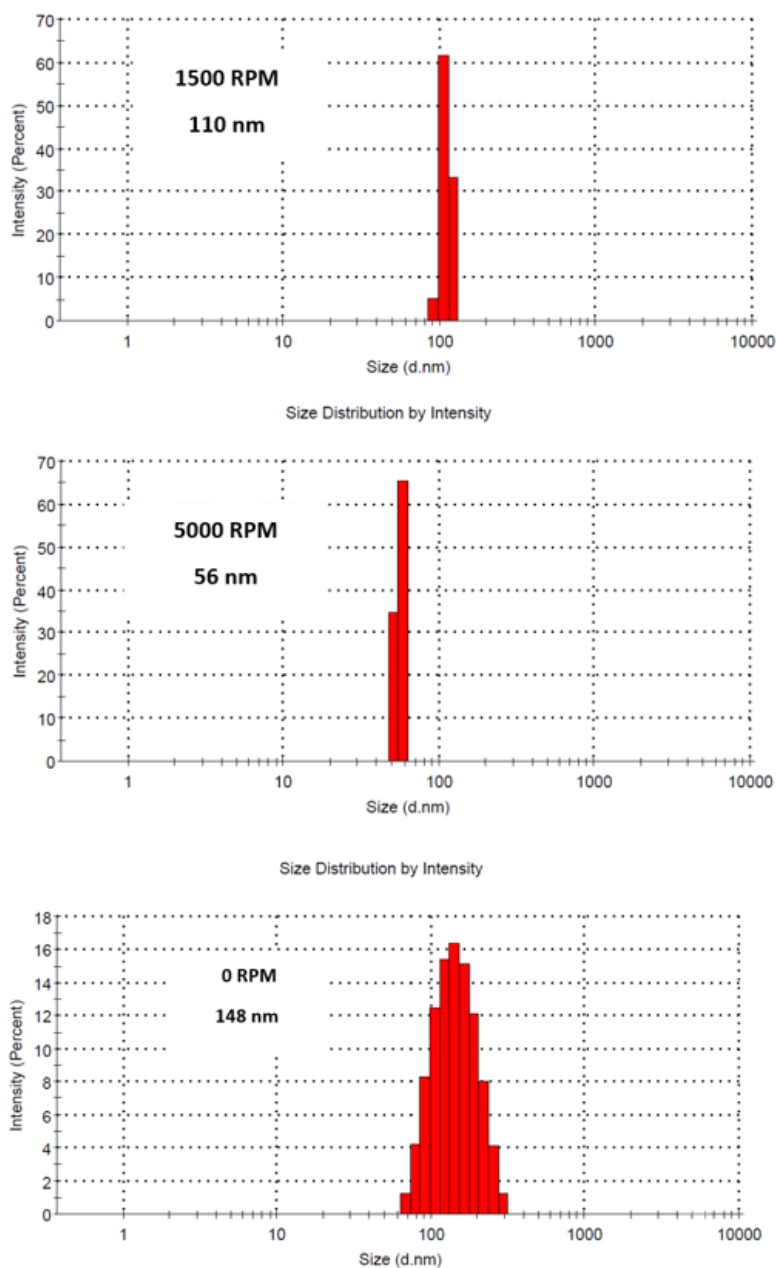 70
60
50
40
30
20
10
0
Intensity (Percent)
1500 RPM
110 nm
1 10 100 1000 10000
Size (d.nm)
Size Distribution by Intensity
70
60
50
40
30
20
10
0
Intensity (Percent)
5000 RPM
56 nm
1 10 100 1000 10000
Size (d.nm)
Size Distribution by Intensity
18
16
14
12
10
8
6
4
2
0
Intensity (Percent)
0 RPM
148 nm
1 10 100 1000 10000
Size (d.nm)